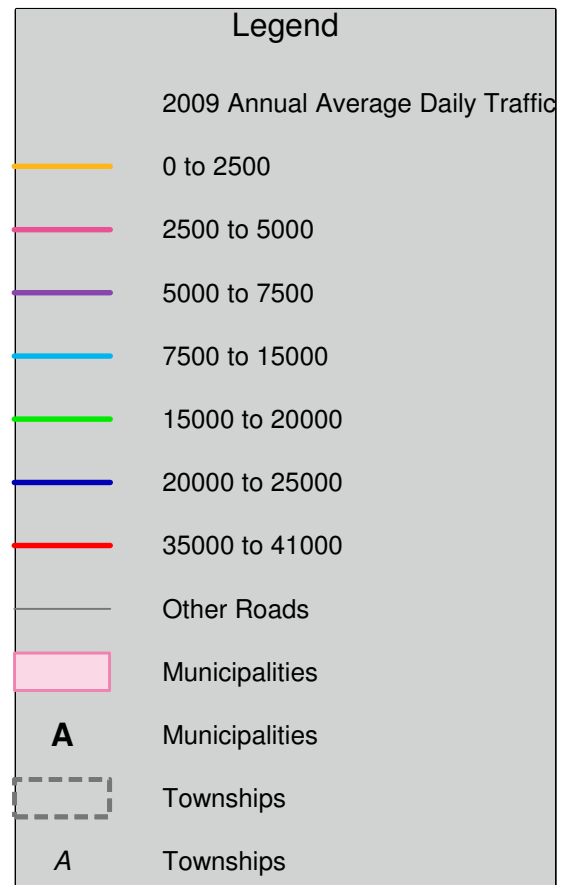 Legend
2009 Annual Average Daily Traffic
0 to 2500
2500 to 5000
5000 to 7500
7500 to 15000
15000 to 20000
20000 to 25000
35000 to 41000
Other Roads
Municipalities
A Municipalities
Townships
A Townships